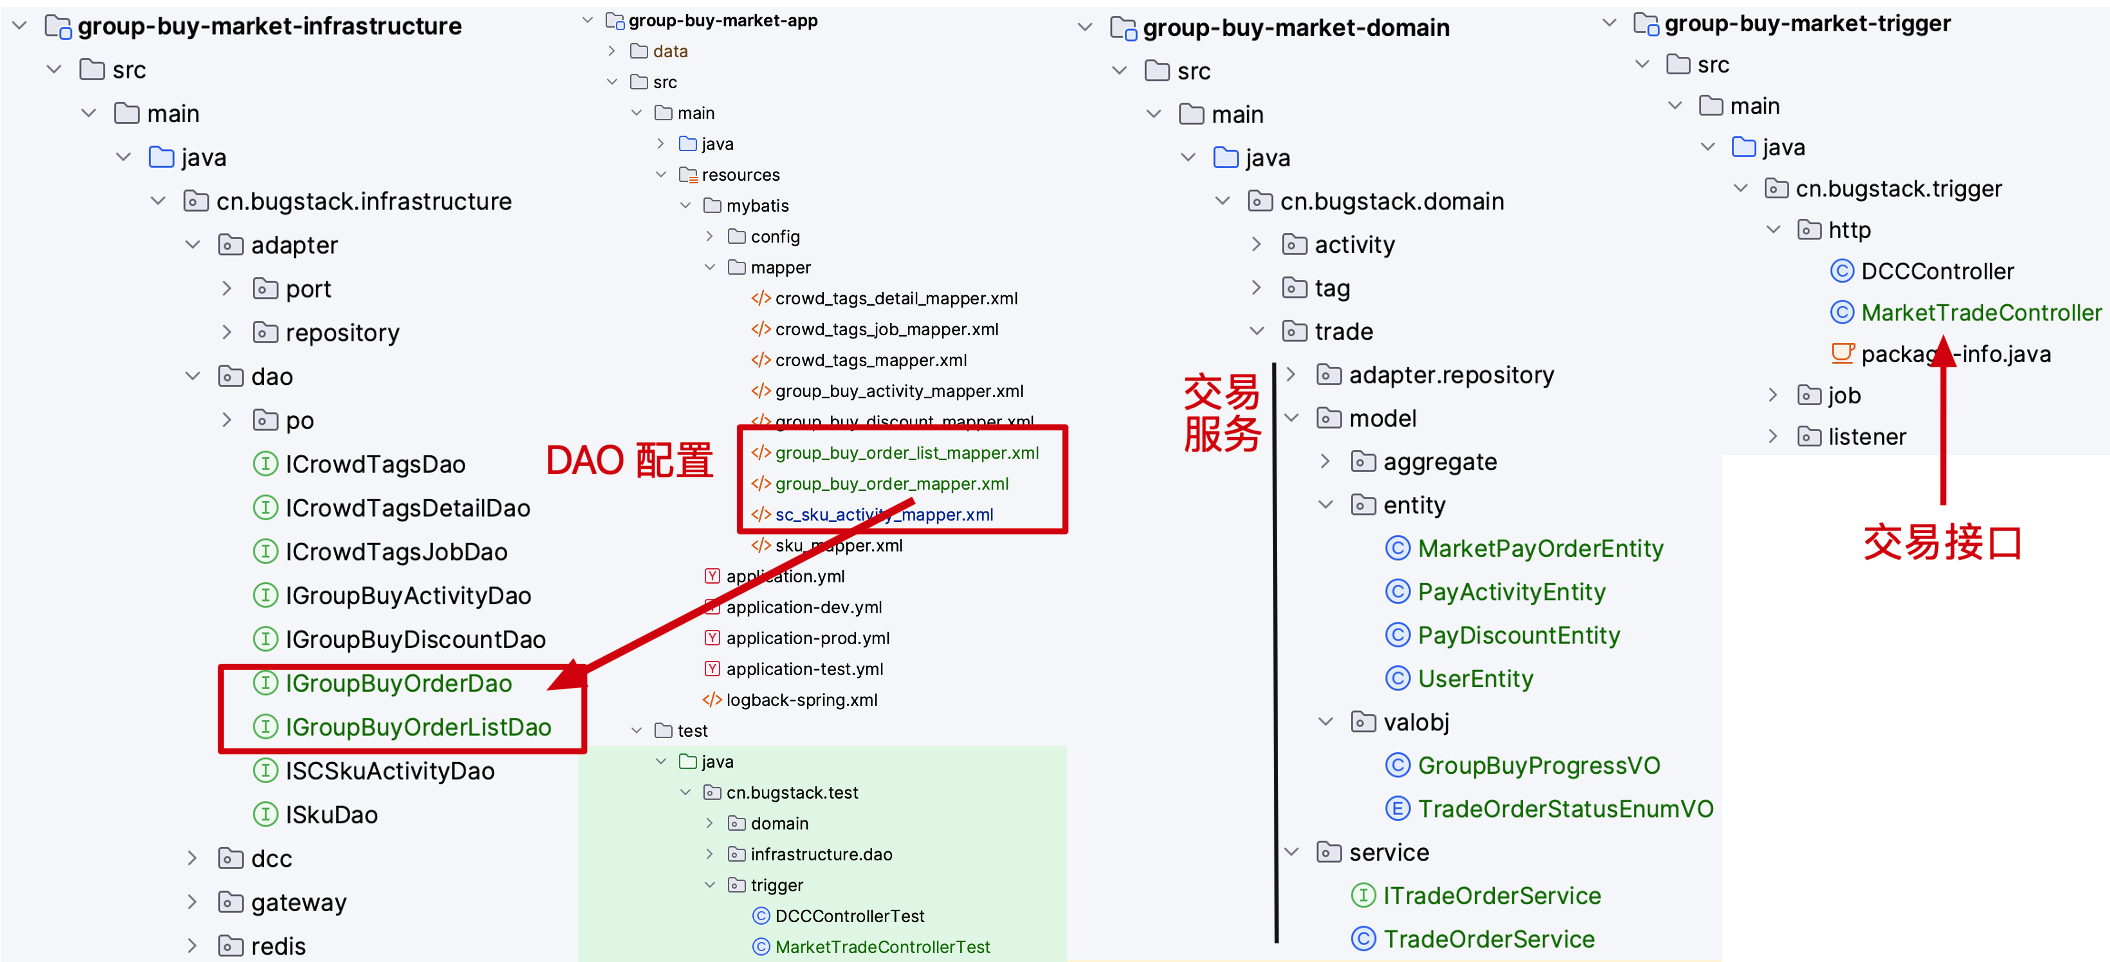 group-buy-market-infrastructure
src
main
java
cn.bugstack.infrastructure
adapter
port
repository
dao
po
ICrowdTagsDao
ICrowdTagsDetailDao
ICrowdTagsJobDao
IGroupBuyActivityDao
IGroupBuyDiscountDao
IGroupBuyOrderDao
IGroupBuyOrderListDao
ISCSkuActivityDao
ISkuDao
dcc
gateway
redis
group-buy-market-app
data
src
main
java
resources
mybatis
config
mapper
crowd_tags_detail_mapper.xml
crowd_tags_job_mapper.xml
crowd_tags_mapper.xml
group_buy_activity_mapper.xml
group_buy_discount_mapper.xml
DAO 配置
group_buy_order_list_mapper.xml
group_buy_order_mapper.xml
sc_sku_activity_mapper.xml
sku_mapper.xml
application.yml
application-dev.yml
application-prod.yml
application-test.yml
logback-spring.xml
test
java
cn.bugstack.test
domain
infrastructure.dao
trigger
DCCControllerTest
MarketTradeControllerTest
group-buy-market-domain
src
main
java
cn.bugstack.domain
activity
tag
trade
交易
服务
adapter.repository
model
aggregate
entity
MarketPayOrderEntity
PayActivityEntity
PayDiscountEntity
UserEntity
valobj
GroupBuyProgressVO
TradeOrderStatusEnumVO
service
ITradeOrderService
TradeOrderService
group-buy-market-trigger
src
main
java
cn.bugstack.trigger
http
DCCController
MarketTradeController
package-info.java
job
listener
交易接口